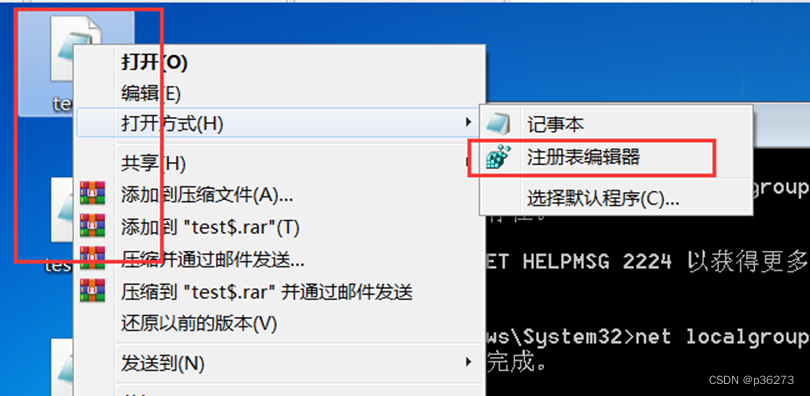 te
打开(O)
编辑(E)
打开方式(H)
记事本
注册表编辑器
选择默认程序(C)...
共享(H)
添加到压缩文件(A)...
添加到 "test$.rar"(T)
tes
压缩并通过邮件发送...
压缩到 "test$.rar" 并通过邮件发送
还原以前的版本(V)
发送到(N)
group
ET HELPMSG 2224 以获得更多
ws\System32>net localgroup
完成。
CSDN @p36273